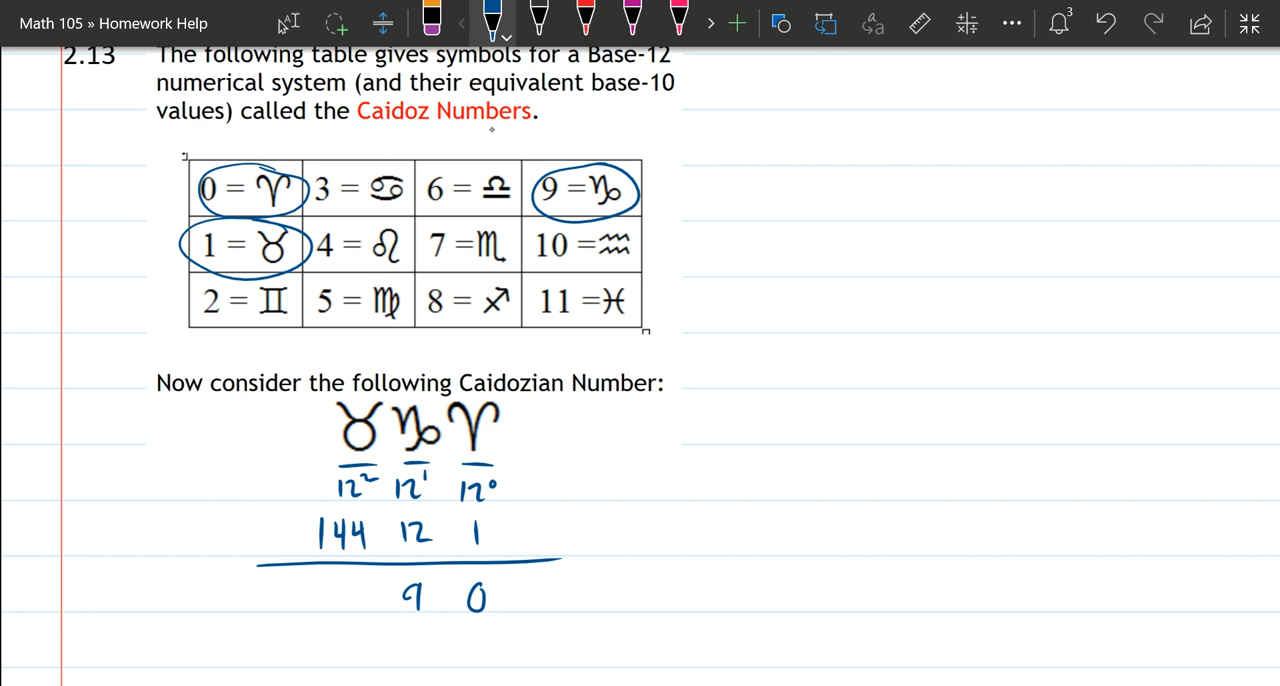 Math 105 » Homework Help
3
2.13 The following table gives symbols for a Base-12
numerical system (and their equivalent base-10
values) called the Caidoz Numbers.
0 = ♈ 3 = ♋ 6 = ♎ 9 =♑
1 = ♉ 4 = ♌ 7 =♏ 10 =♒
2 = ♊ 5 = ♍ 8 = ♐ 11 =♓
Now consider the following Caidozian Number:
♉ ♑ ♈
12² 12¹ 12⁰
144 12 1
9 0